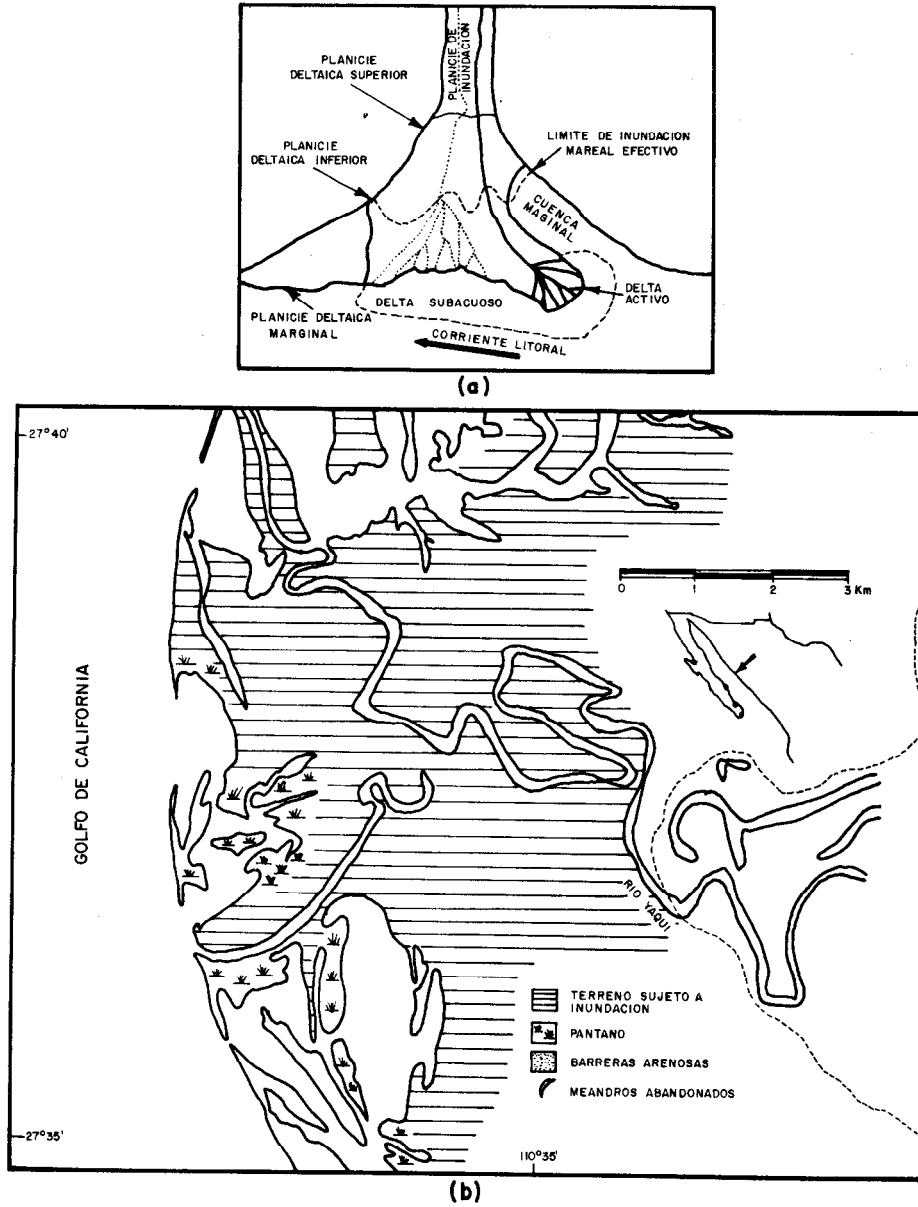 PLANICIE
DELTAICA SUPERIOR
PLANICIE DE
INUNDACION
PLANICIE
DELTAICA INFERIOR
LIMITE DE INUNDACION
MAREAL EFECTIVO
CUENCA
MAGINAL
DELTA
ACTIVO
DELTA SUBACUOSO
PLANICIE DELTAICA
MARGINAL
CORRIENTE LITORAL
(a)
27°40'
0 1 2 3 Km
GOLFO DE CALIFORNIA
RIO YAQUI
TERRENO SUJETO A
INUNDACION
PANTANO
BARRERAS ARENOSAS
MEANDROS ABANDONADOS
27°35'
110°35'
(b)